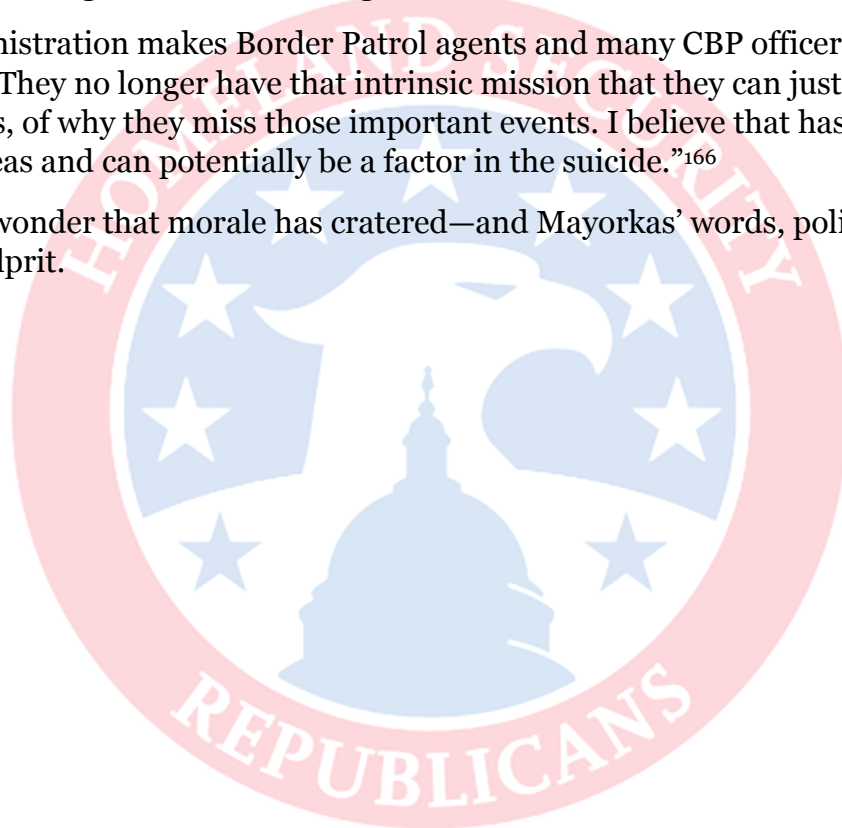 nistration makes Border Patrol agents and many CBP officer
They no longer have that intrinsic mission that they can just
s, of why they miss those important events. I believe that has
eas and can potentially be a factor in the suicide.”166
wonder that morale has cratered—and Mayorkas’ words, poli
lprit.
HOMELAND SECURITY
REPUBLICANS